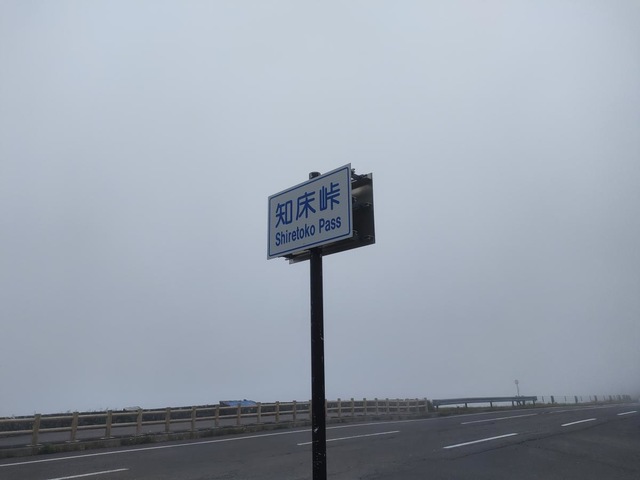 知床峠
Shiretoko Pass